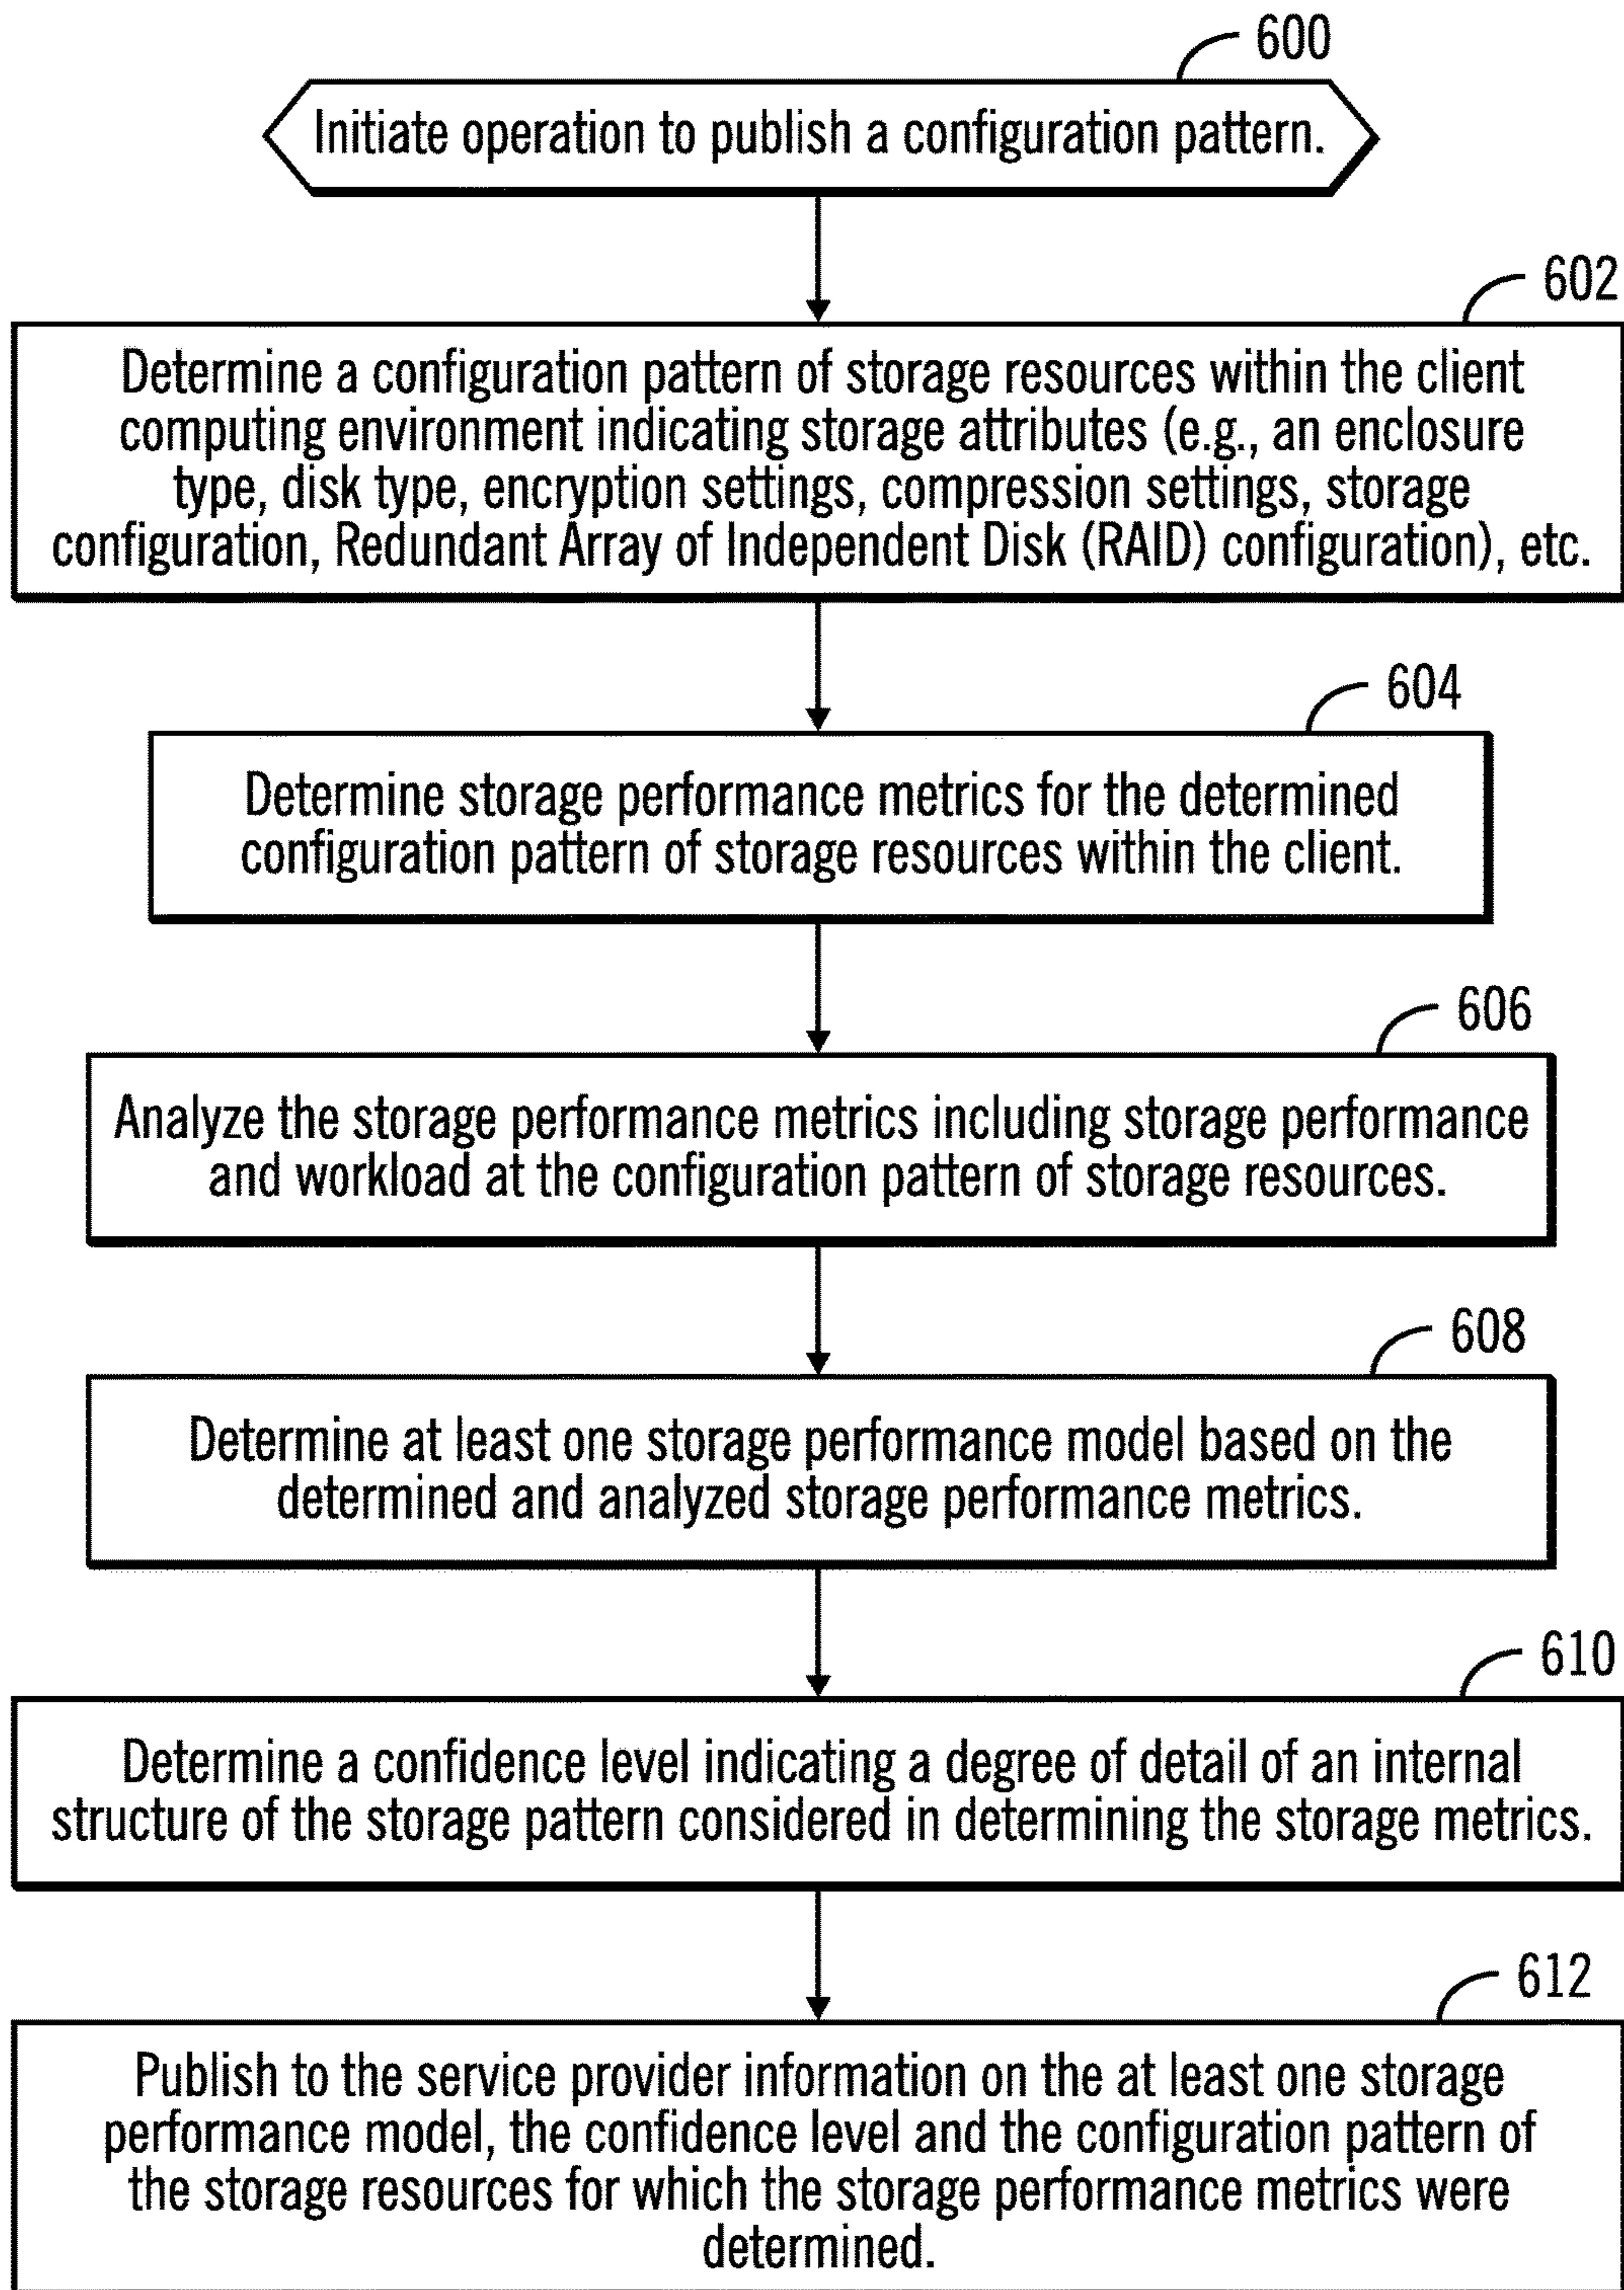 600
Initiate operation to publish a configuration pattern.
602
Determine a configuration pattern of storage resources within the client
computing environment indicating storage attributes (e.g., an enclosure
type, disk type, encryption settings, compression settings, storage
configuration, Redundant Array of Independent Disk (RAID) configuration), etc.
604
Determine storage performance metrics for the determined
configuration pattern of storage resources within the client.
606
Analyze the storage performance metrics including storage performance
and workload at the configuration pattern of storage resources.
608
Determine at least one storage performance model based on the
determined and analyzed storage performance metrics.
610
Determine a confidence level indicating a degree of detail of an internal
structure of the storage pattern considered in determining the storage metrics.
612
Publish to the service provider information on the at least one storage
performance model, the confidence level and the configuration pattern of
the storage resources for which the storage performance metrics were
determined.